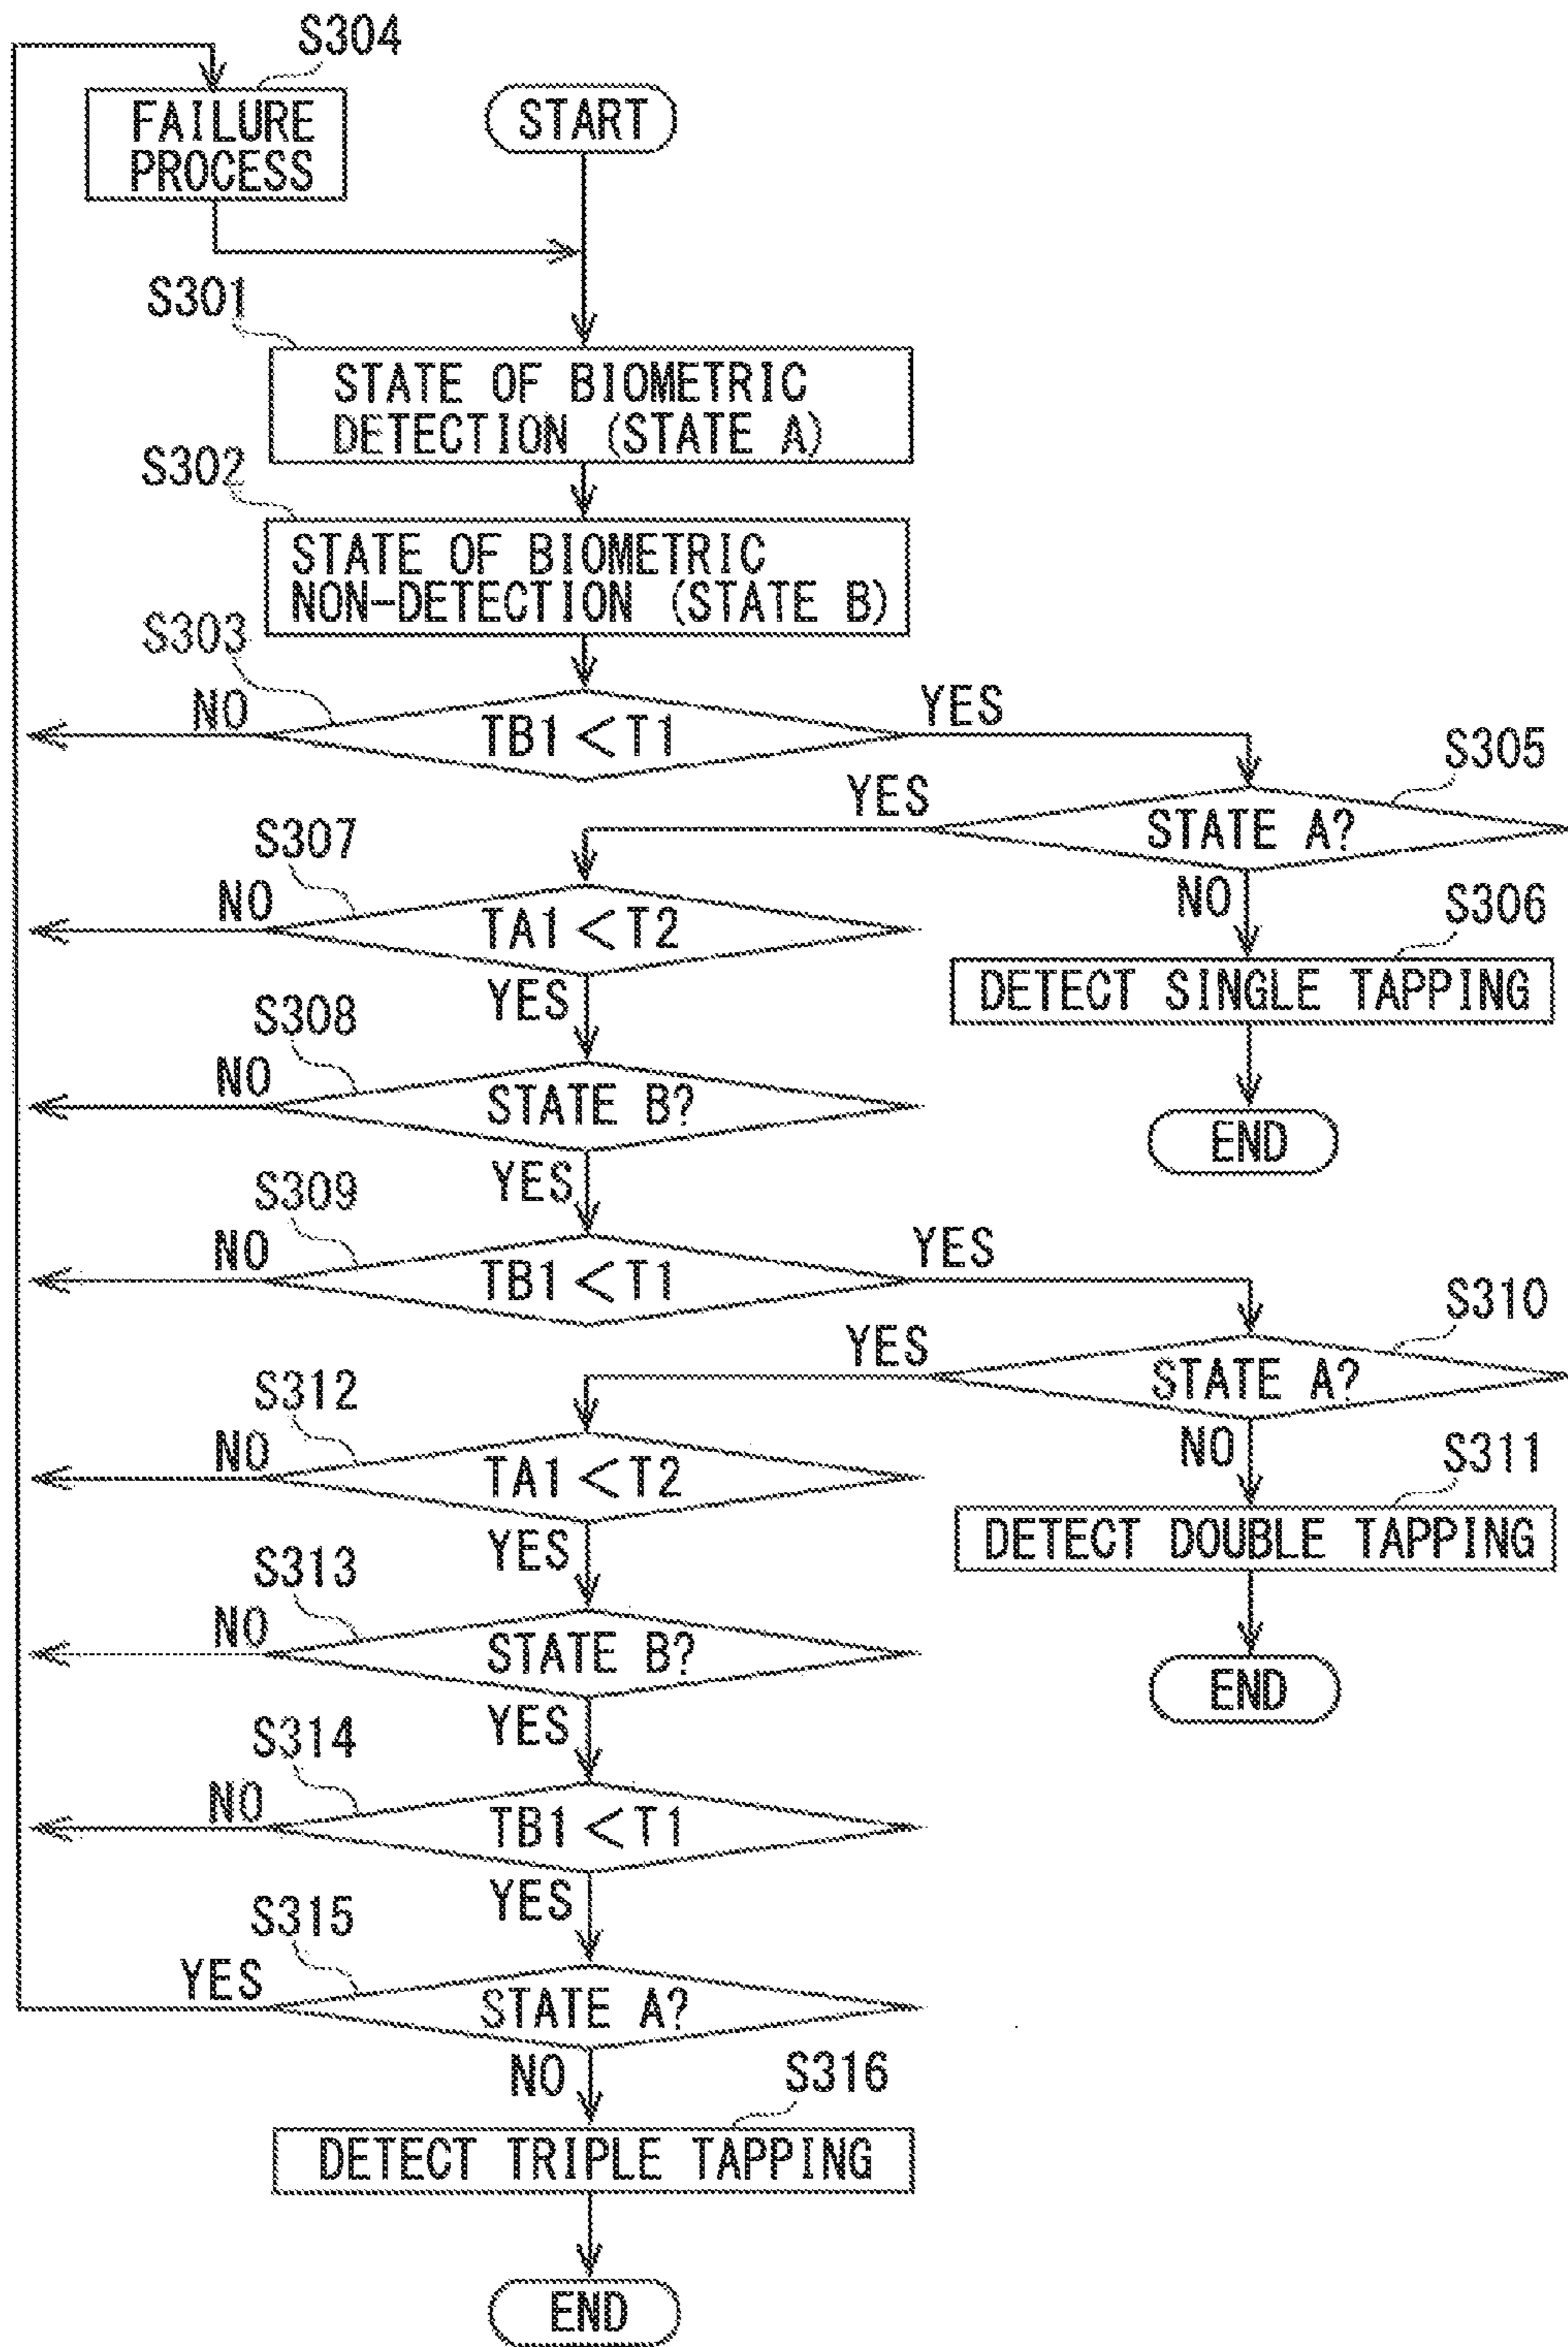 S304
FAILURE
PROCESS
START
S301
STATE OF BIOMETRIC
DETECTION (STATE A)
S302
STATE OF BIOMETRIC
NON-DETECTION (STATE B)
S303
NO
TB1<T1
YES
S305
YES
STATE A?
S307
NO
TA1<T2
NO
S306
YES
DETECT SINGLE TAPPING
S308
NO
STATE B?
END
YES
S309
NO
TB1<T1
YES
S310
YES
STATE A?
S312
NO
TA1<T2
NO
S311
YES
DETECT DOUBLE TAPPING
S313
NO
STATE B?
END
YES
S314
NO
TB1<T1
YES
S315
YES
STATE A?
NO
S316
DETECT TRIPLE TAPPING
END